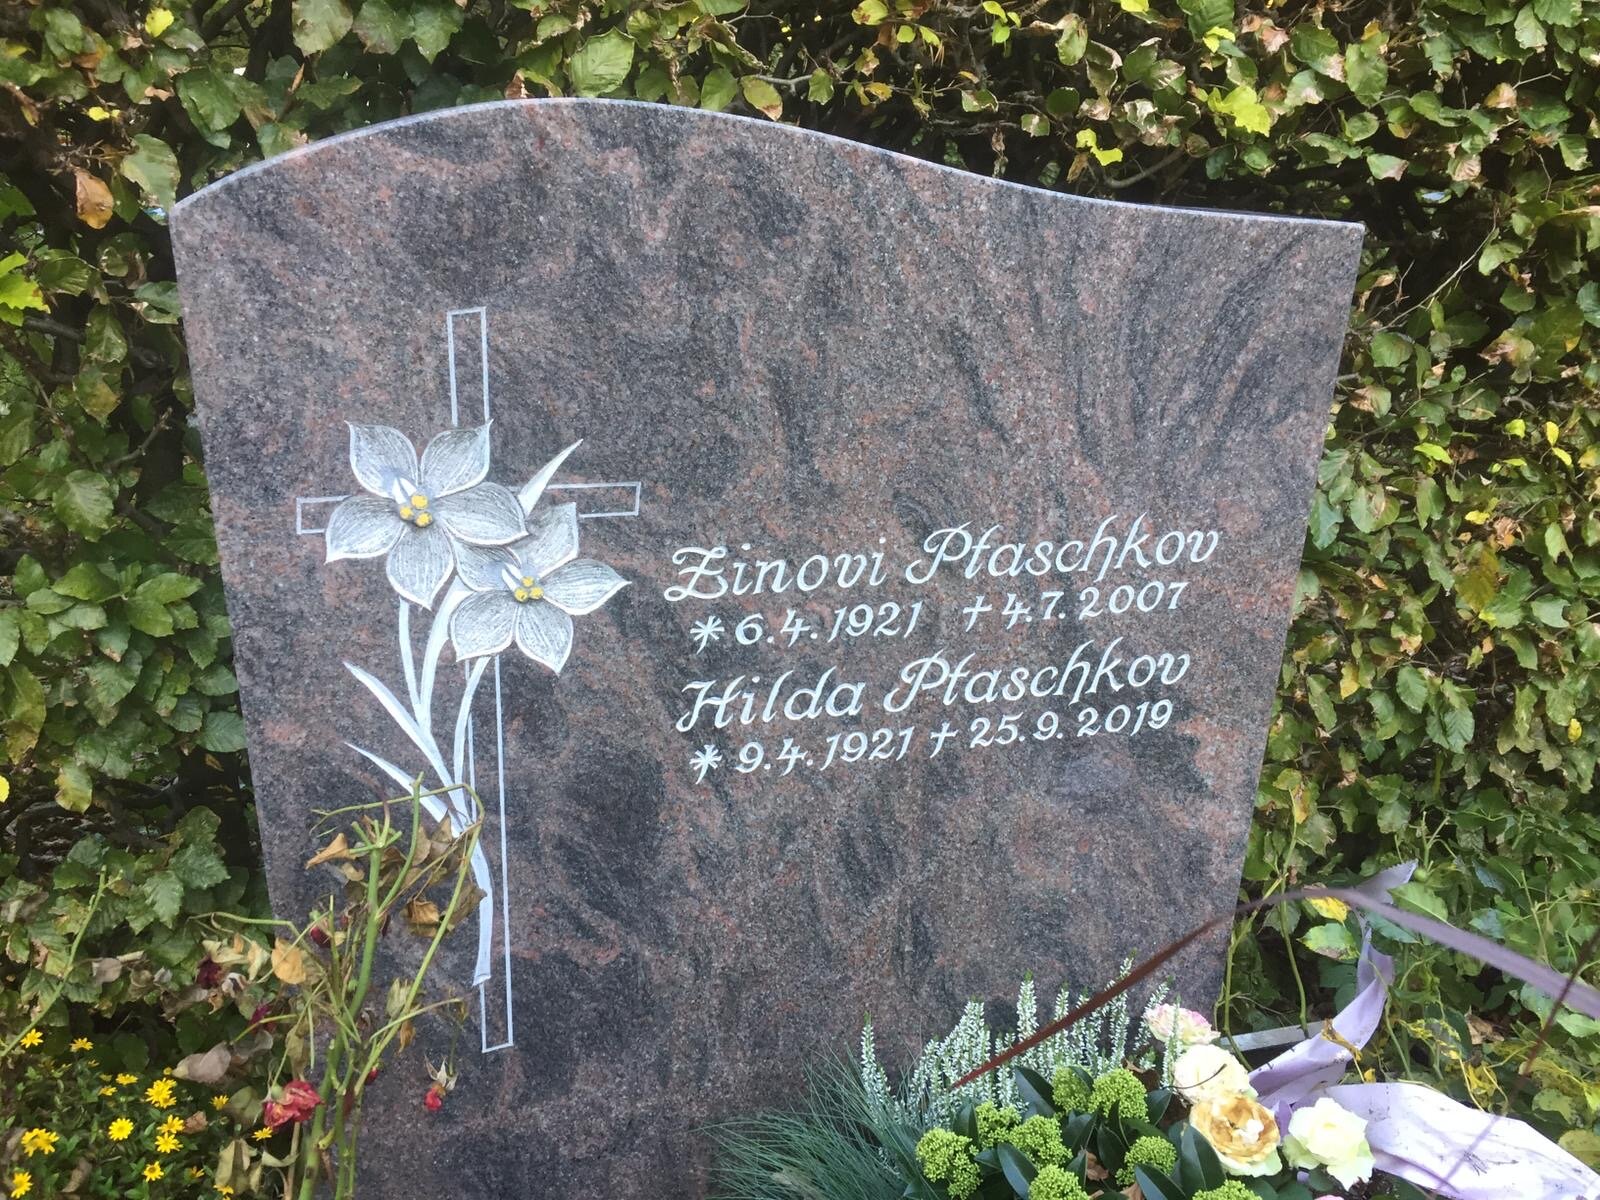 Zinovi Ptaschkov
* 6.4.1921 † 4.7.2007
Hilda Ptaschkov
* 9.4.1921 † 25.9.2019